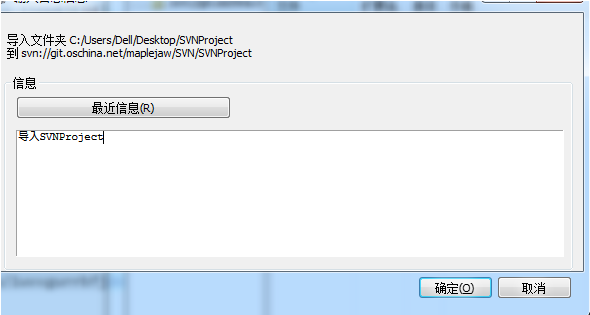 导入文件夹 C:/Users/Dell/Desktop/SVNProject
到 svn://git.oschina.net/maplejaw/SVN/SVNProject
信息
最近信息(R)
导入SVNProject
确定(O)
取消